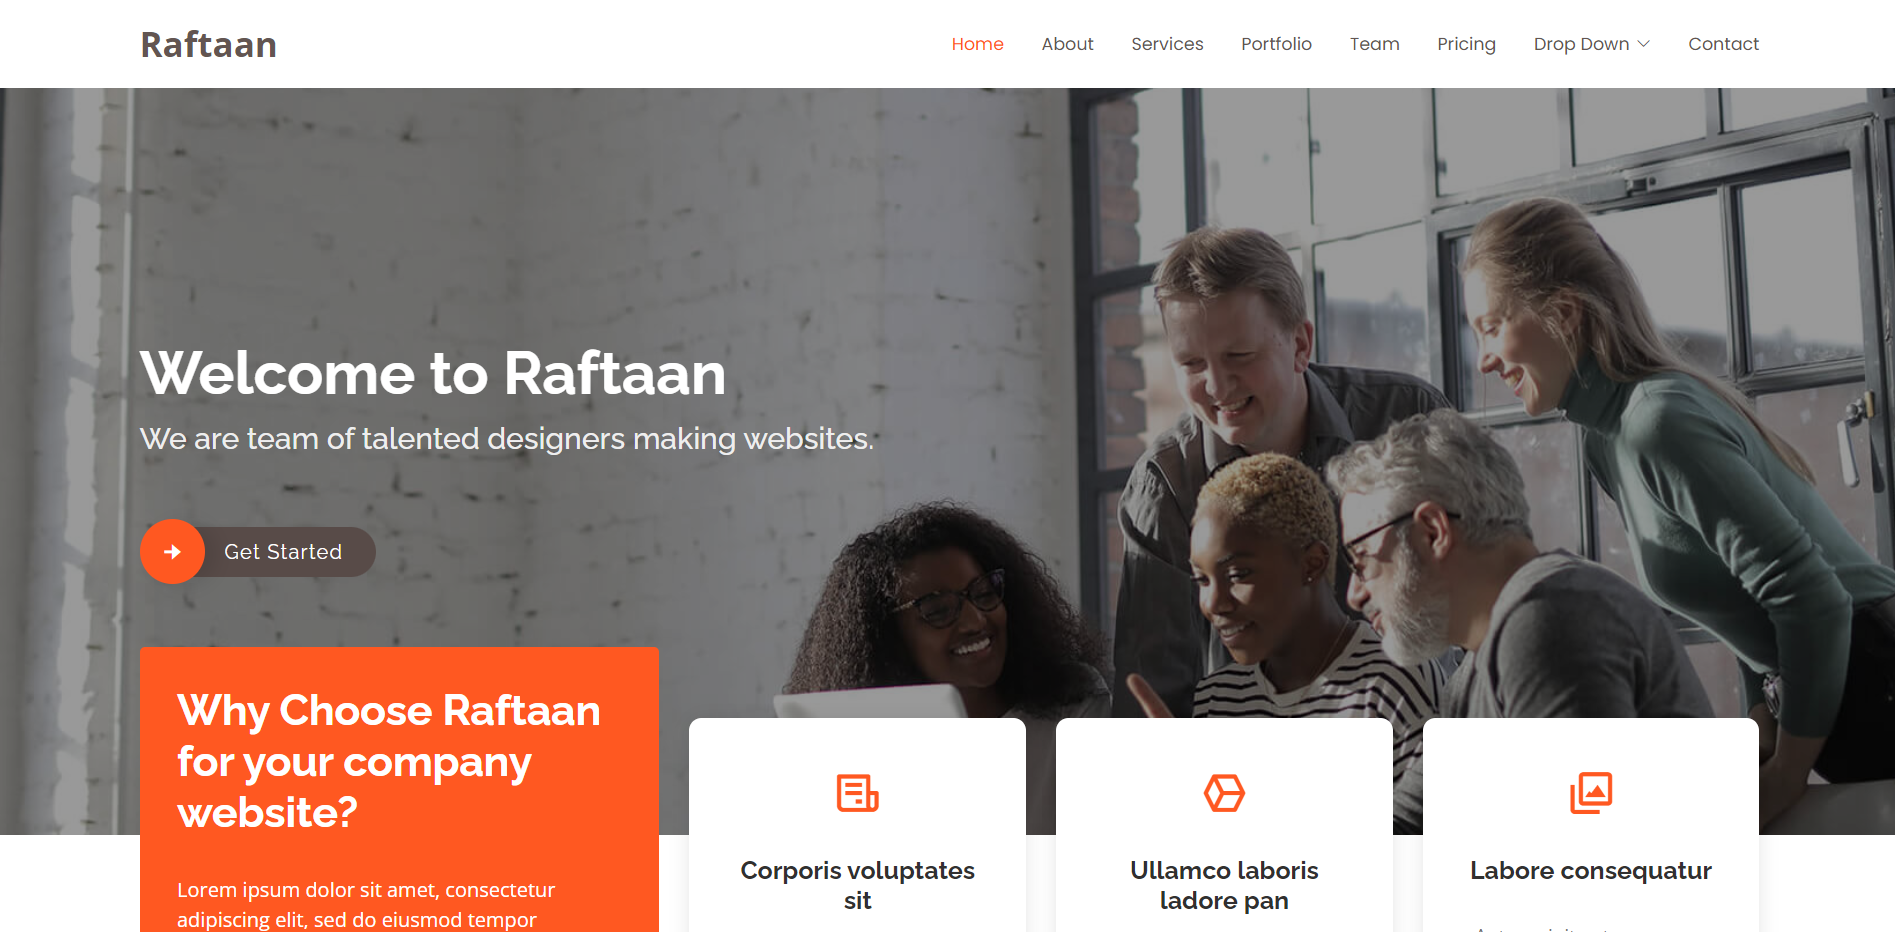 Raftaan
Home About Services Portfolio Team Pricing Drop Down Contact
Welcome to Raftaan
We are team of talented designers making websites.
Get Started
Why Choose Raftaan
for your company
website?
Lorem ipsum dolor sit amet, consectetur
adipiscing elit, sed do eiusmod tempor
Corporis voluptates
sit
Ullamco laboris
ladore pan
Labore consequatur